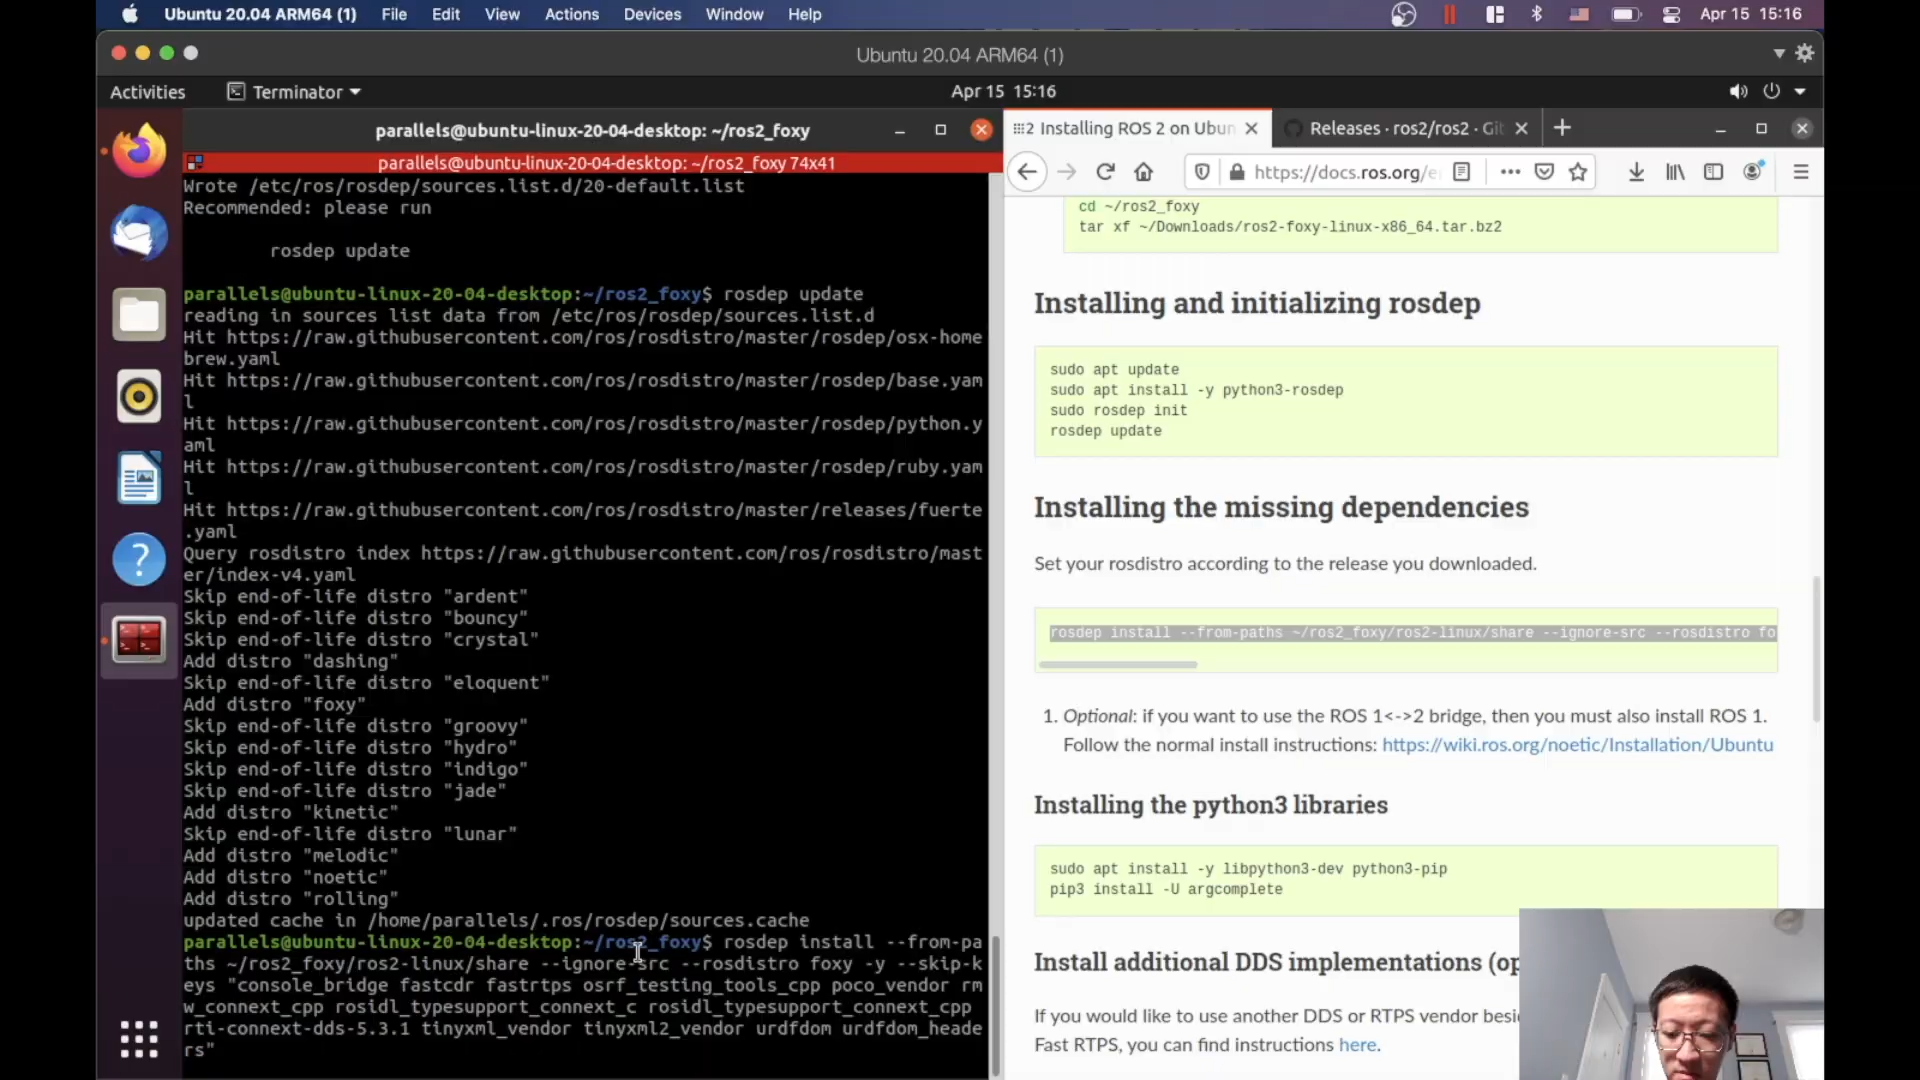 Ubuntu 20.04 ARM64 (1) File Edit View Actions Devices Window Help Apr 15 15:16
Ubuntu 20.04 ARM64 (1)
Activities Terminator Apr 15 15:16
parallels@ubuntu-linux-20-04-desktop: ~/ros2_foxy
parallels@ubuntu-linux-20-04-desktop: ~/ros2_foxy 74x41
Wrote /etc/ros/rosdep/sources.list.d/20-default.list
Recommended: please run
rosdep update
parallels@ubuntu-linux-20-04-desktop:~/ros2_foxy$ rosdep update
reading in sources list data from /etc/ros/rosdep/sources.list.d
Hit https://raw.githubusercontent.com/ros/rosdistro/master/rosdep/osx-home
brew.yaml
Hit https://raw.githubusercontent.com/ros/rosdistro/master/rosdep/base.yam
l
Hit https://raw.githubusercontent.com/ros/rosdistro/master/rosdep/python.y
aml
Hit https://raw.githubusercontent.com/ros/rosdistro/master/rosdep/ruby.yam
l
Hit https://raw.githubusercontent.com/ros/rosdistro/master/releases/fuerte
.yaml
Query rosdistro index https://raw.githubusercontent.com/ros/rosdistro/mast
er/index-v4.yaml
Skip end-of-life distro "ardent"
Skip end-of-life distro "bouncy"
Skip end-of-life distro "crystal"
Add distro "dashing"
Skip end-of-life distro "eloquent"
Add distro "foxy"
Skip end-of-life distro "groovy"
Skip end-of-life distro "hydro"
Skip end-of-life distro "indigo"
Skip end-of-life distro "jade"
Add distro "kinetic"
Skip end-of-life distro "lunar"
Add distro "melodic"
Add distro "noetic"
Add distro "rolling"
updated cache in /home/parallels/.ros/rosdep/sources.cache
parallels@ubuntu-linux-20-04-desktop:~/ros2_foxy$ rosdep install --from-pa
ths ~/ros2_foxy/ros2-linux/share --ignore-src --rosdistro foxy -y --skip-k
eys "console_bridge fastcdr fastrtps osrf_testing_tools_cpp poco_vendor rm
w_connext_cpp rosidl_typesupport_connext_c rosidl_typesupport_connext_cpp
rti-connext-dds-5.3.1 tinyxml_vendor tinyxml2_vendor urdfdom urdfdom_heade
rs"
Installing ROS 2 on Ubun Releases · ros2/ros2 · Git
https://docs.ros.org/e
cd ~/ros2_foxy
tar xf ~/Downloads/ros2-foxy-linux-x86_64.tar.bz2
Installing and initializing rosdep
sudo apt update
sudo apt install -y python3-rosdep
sudo rosdep init
rosdep update
Installing the missing dependencies
Set your rosdistro according to the release you downloaded.
rosdep install --from-paths ~/ros2_foxy/ros2-linux/share --ignore-src --rosdistro fo
1. Optional: if you want to use the ROS 1<->2 bridge, then you must also install ROS 1.
Follow the normal install instructions: https://wiki.ros.org/noetic/Installation/Ubuntu
Installing the python3 libraries
sudo apt install -y libpython3-dev python3-pip
pip3 install -U argcomplete
Install additional DDS implementations (op
If you would like to use another DDS or RTPS vendor besi
Fast RTPS, you can find instructions here.